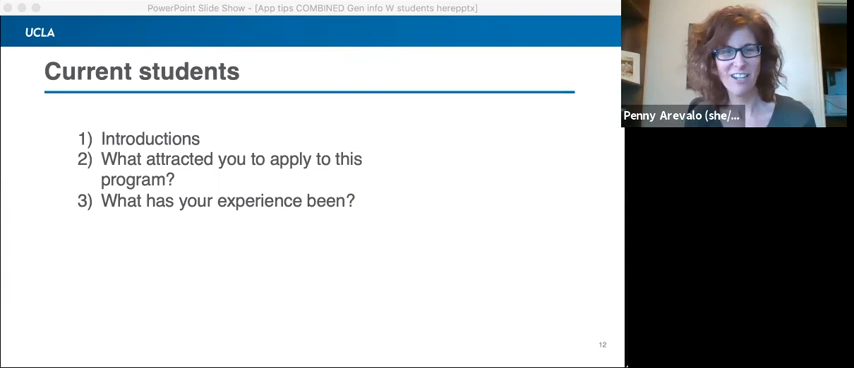 PowerPoint Slide Show - [App tips COMBINED Gen info W students herepptx]
UCLA
Current students
1) Introductions
2) What attracted you to apply to this
program?
3) What has your experience been?
12
Penny Arevalo (she/...